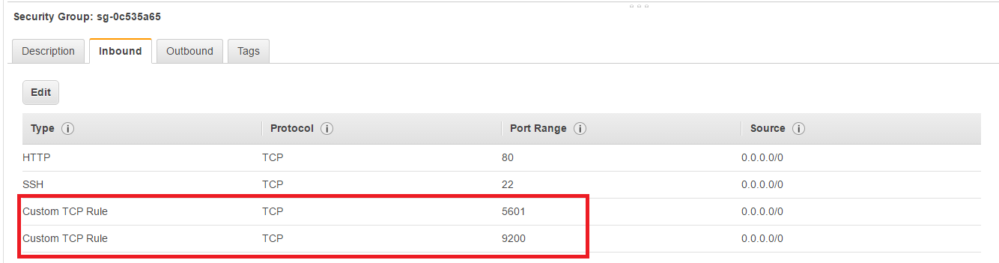 Security Group: sg-0c535a65
Description Inbound Outbound Tags
Edit
Type i Protocol i Port Range i Source i
HTTP TCP 80 0.0.0.0/0
SSH TCP 22 0.0.0.0/0
Custom TCP Rule TCP 5601 0.0.0.0/0
Custom TCP Rule TCP 9200 0.0.0.0/0